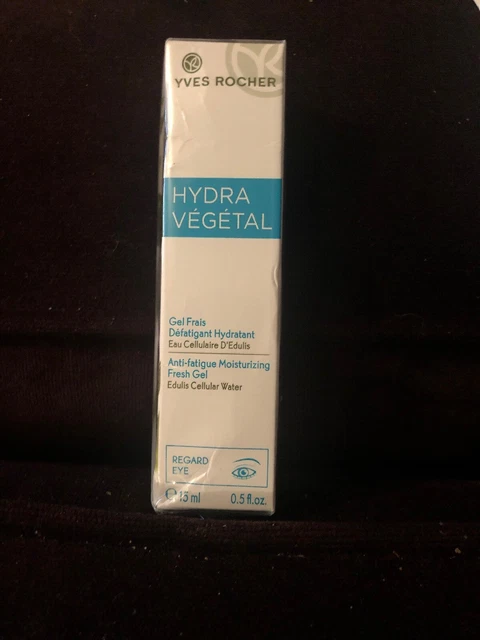 YVES ROCHER
HYDRA
VÉGÉTAL
Gel Frais
Défatigant Hydratant
Eau Cellulaire D'Edulis
Anti-fatigue Moisturizing
Fresh Gel
Edulis Cellular Water
REGARD
EYE
℮ 15 ml 0.5 fl.oz.